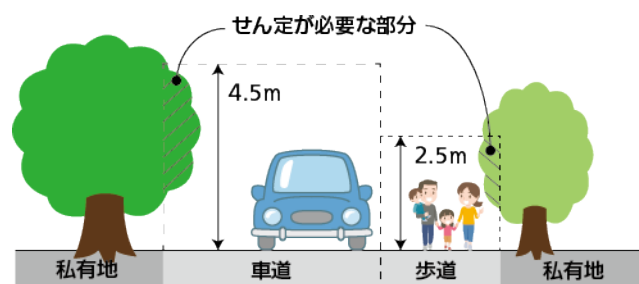 せん定が必要な部分
4.5m
2.5m
私有地
車道
歩道
私有地